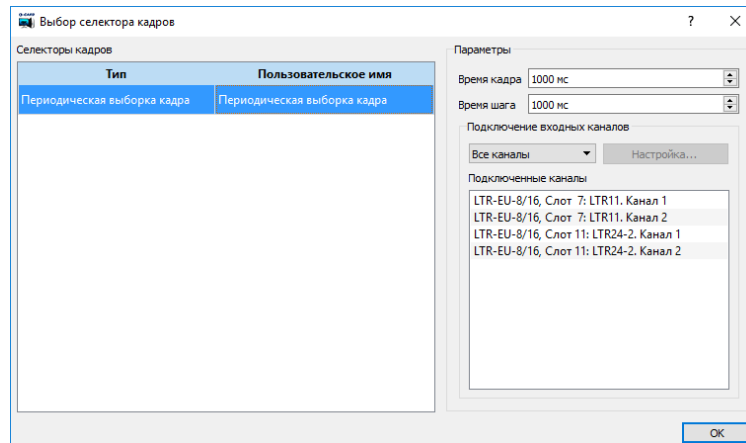 Выбор селектора кадров
Селекторы кадров
Тип Пользовательское имя
Периодическая выборка кадра Периодическая выборка кадра
Параметры
Время кадра 1000 мс
Время шага 1000 мс
Подключение входных каналов
Все каналы Настройка...
Подключенные каналы
LTR-EU-8/16, Слот 7: LTR11. Канал 1
LTR-EU-8/16, Слот 7: LTR11. Канал 2
LTR-EU-8/16, Слот 11: LTR24-2. Канал 1
LTR-EU-8/16, Слот 11: LTR24-2. Канал 2
OK